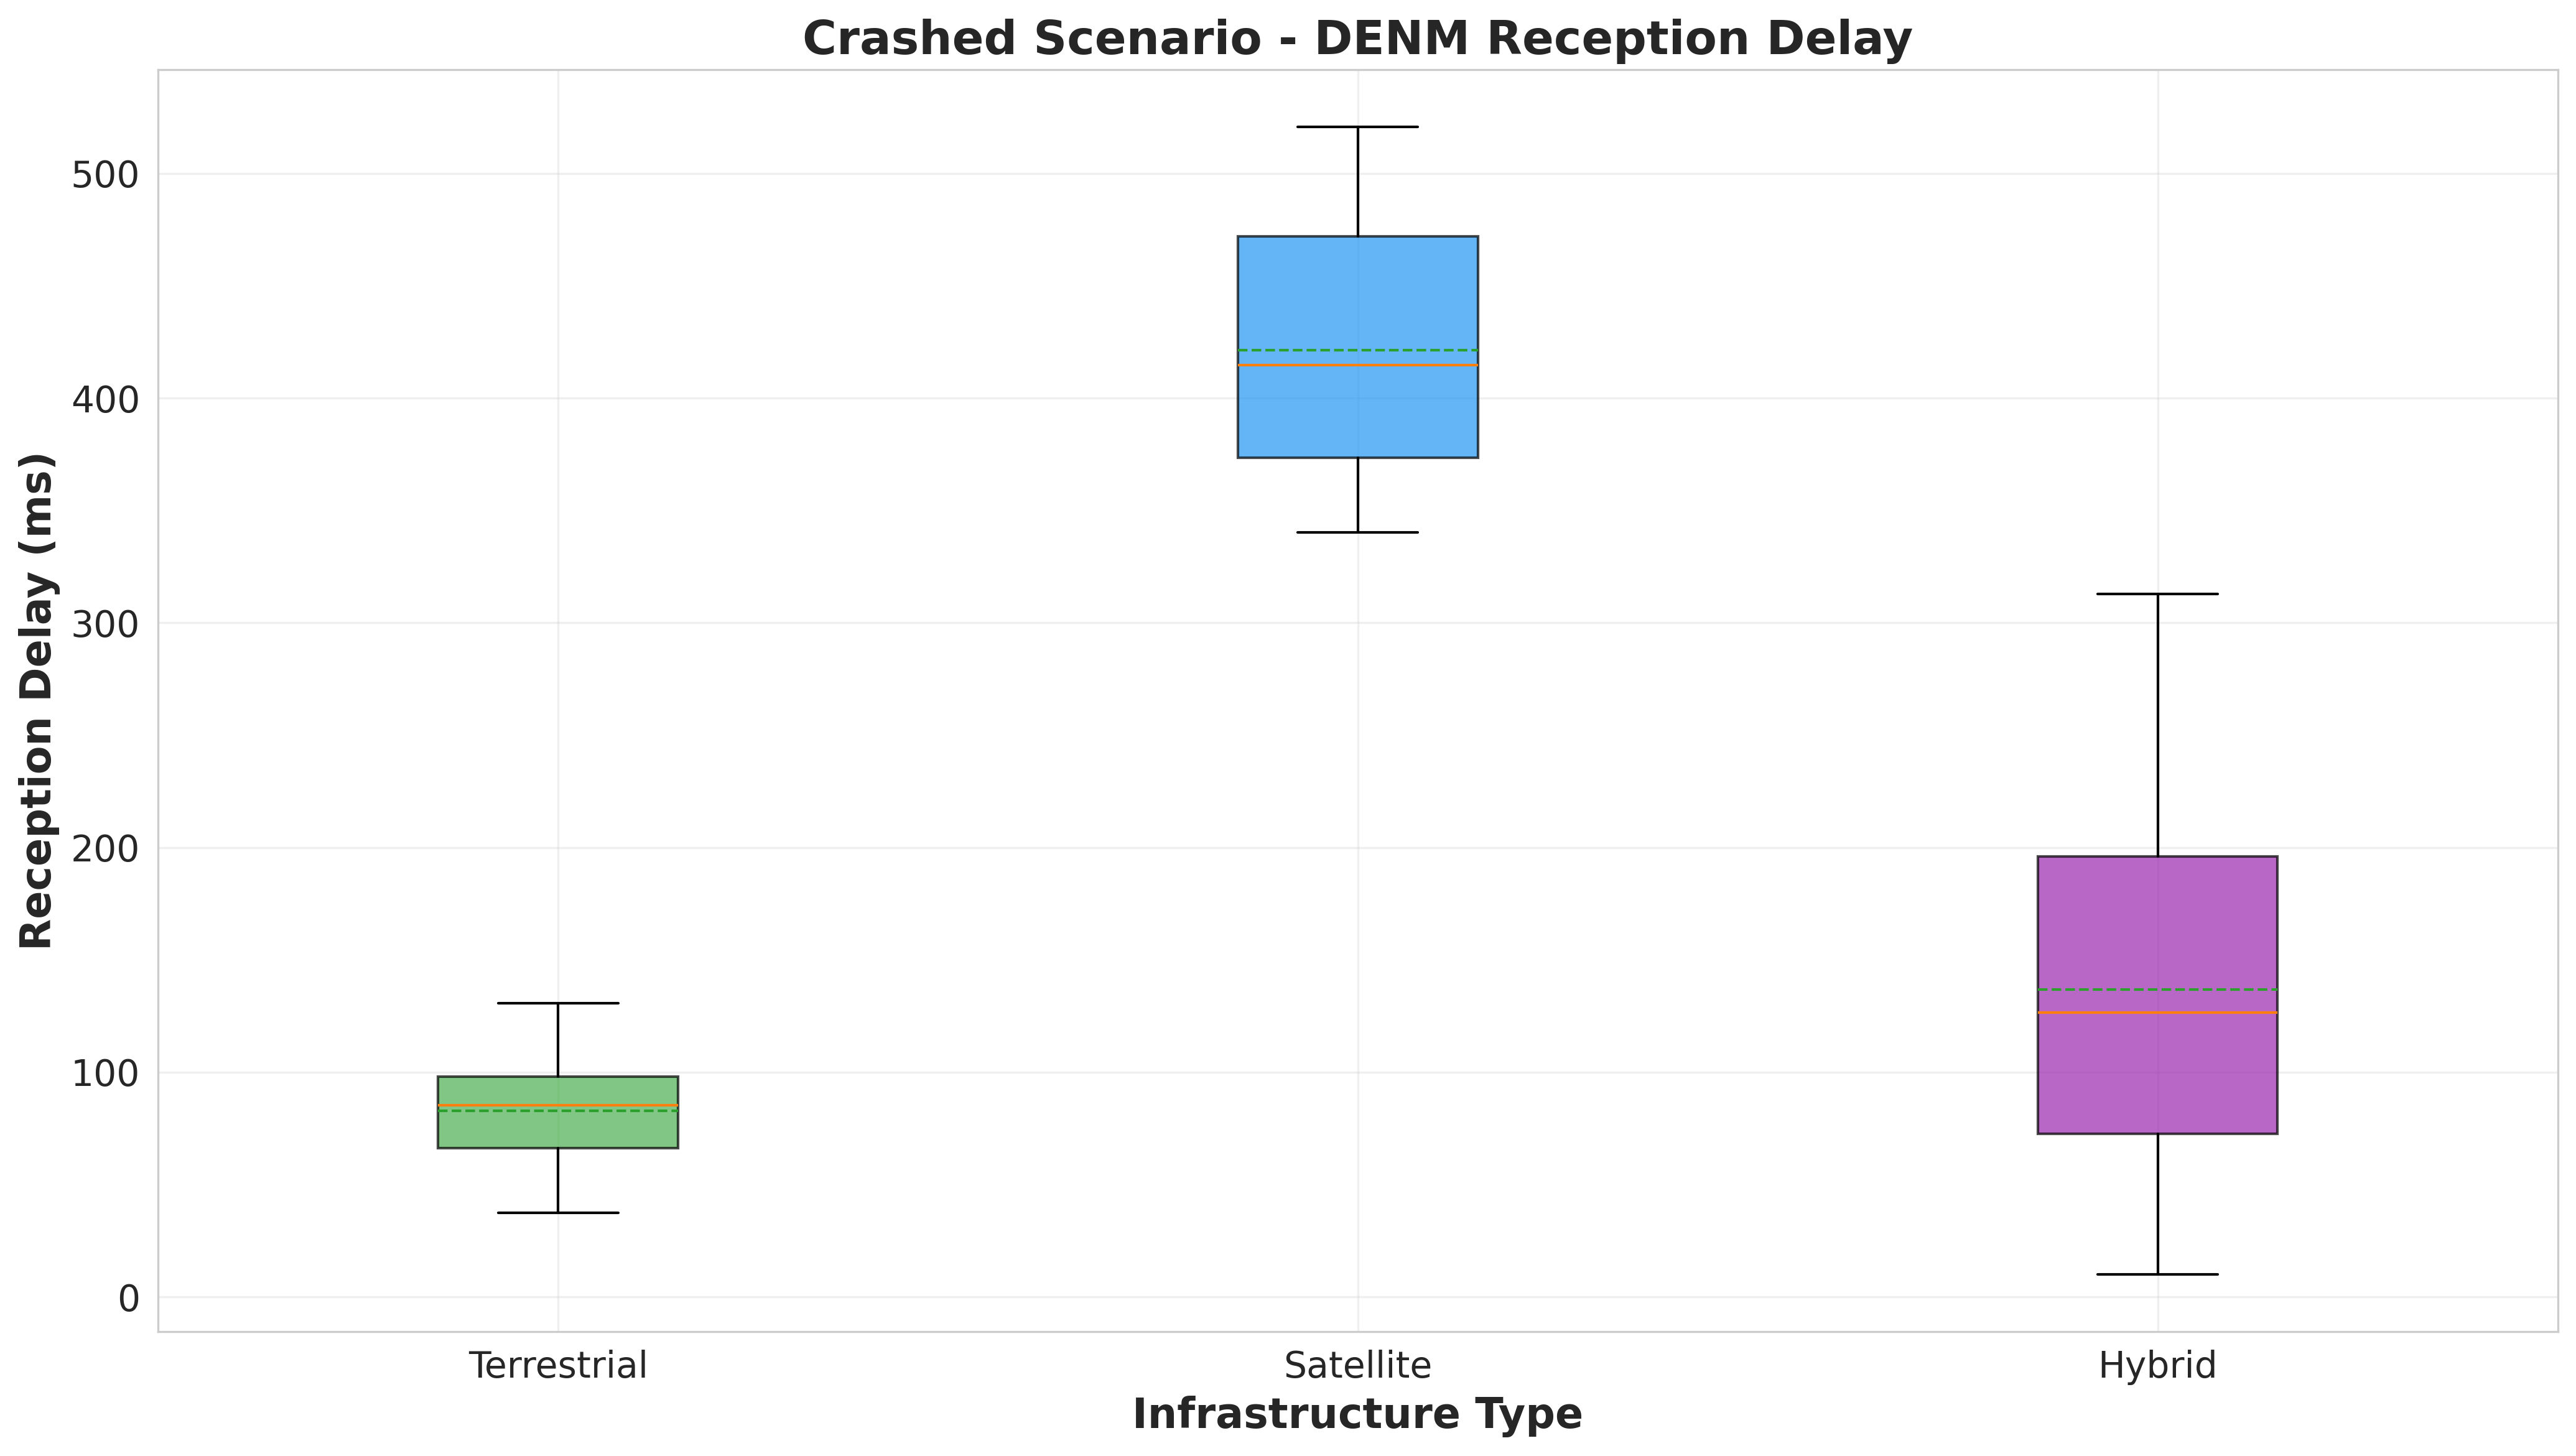 Crashed Scenario - DENM Reception Delay
Reception Delay (ms)
500
400
300
200
100
0
Terrestrial
Satellite
Hybrid
Infrastructure Type